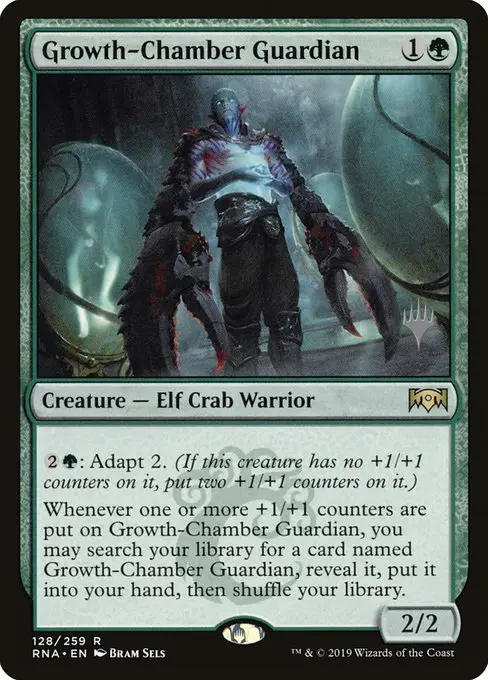 Growth-Chamber Guardian 1
Creature — Elf Crab Warrior
2: Adapt 2. (If this creature has no +1/+1
counters on it, put two +1/+1 counters on it.)
Whenever one or more +1/+1 counters are
put on Growth-Chamber Guardian, you
may search your library for a card named
Growth-Chamber Guardian, reveal it, put it
into your hand, then shuffle your library.
2/2
128/259 R
RNA • EN Bram Sels
™ & © 2019 Wizards of the Coast